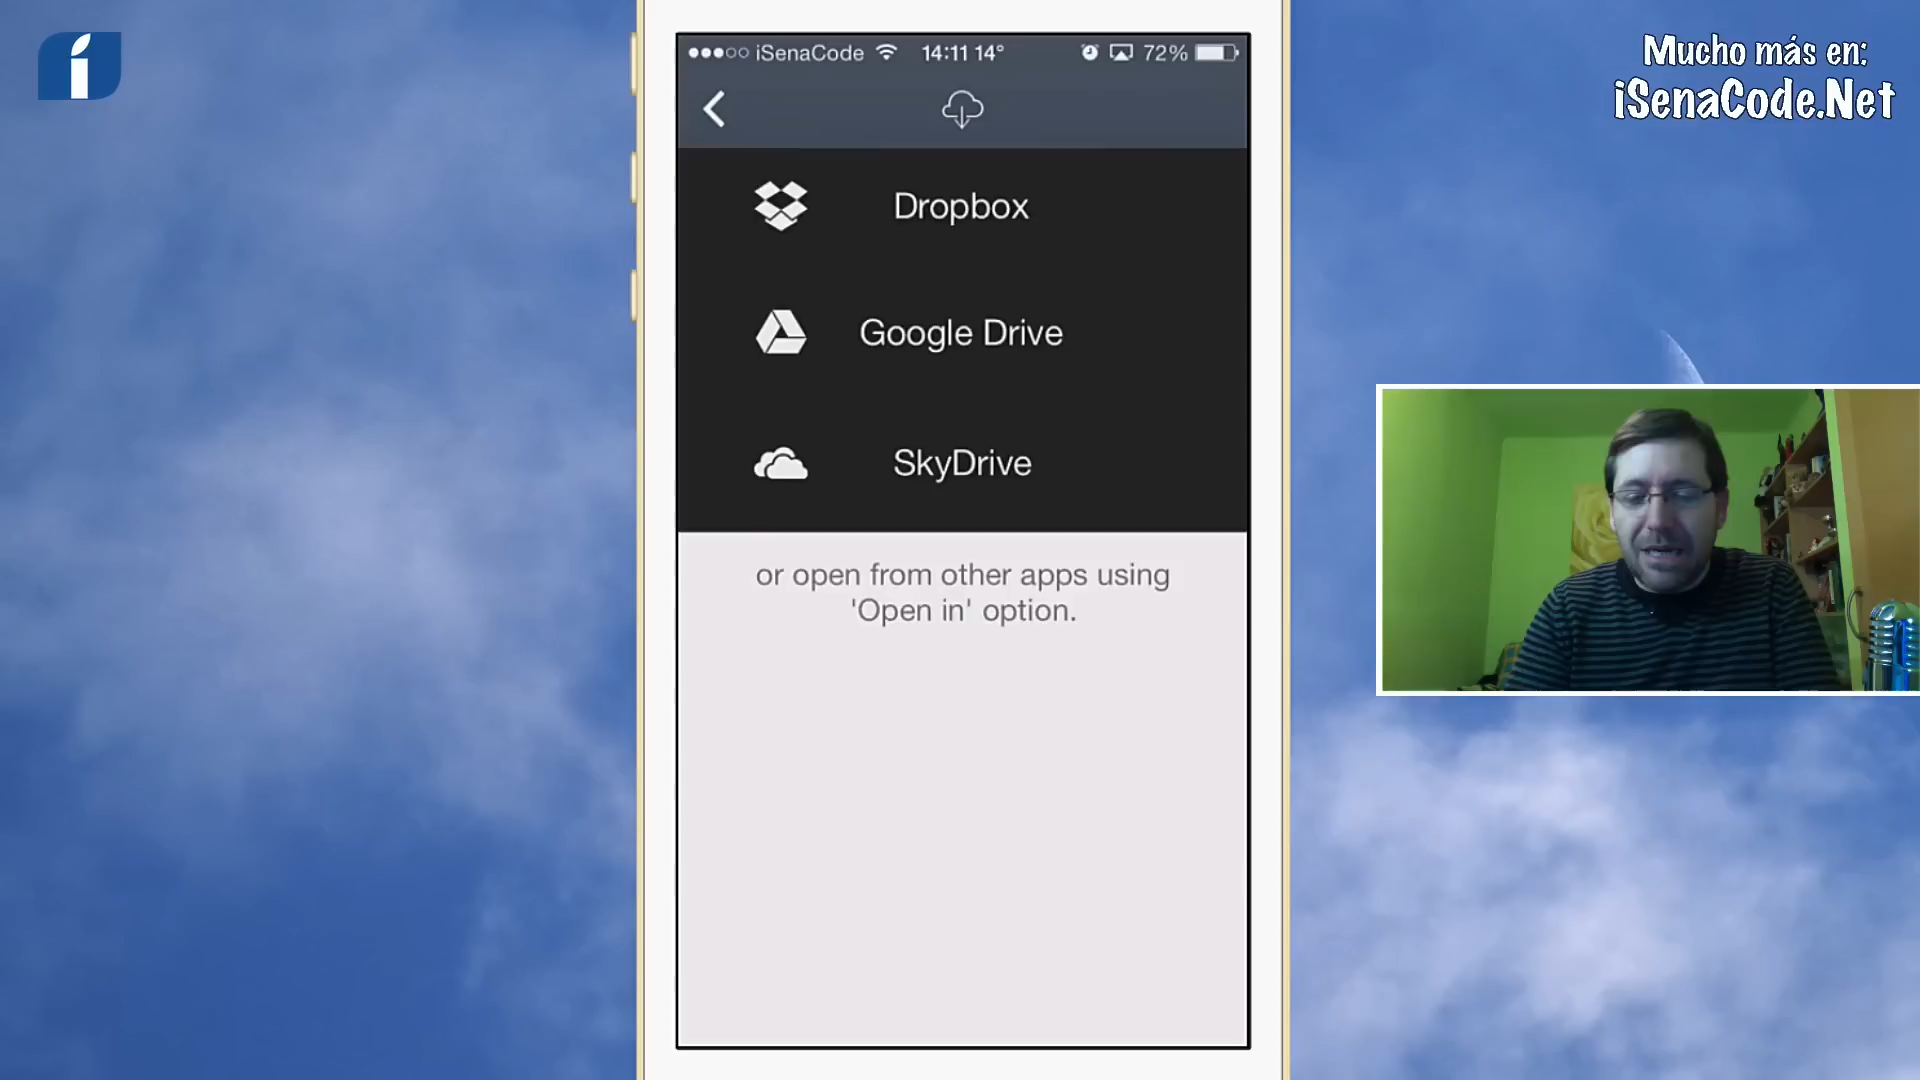 iSenaCode 14:11 14° 72%
Mucho más en:
iSenaCode.Net
Dropbox
Google Drive
SkyDrive
or open from other apps using
'Open in' option.